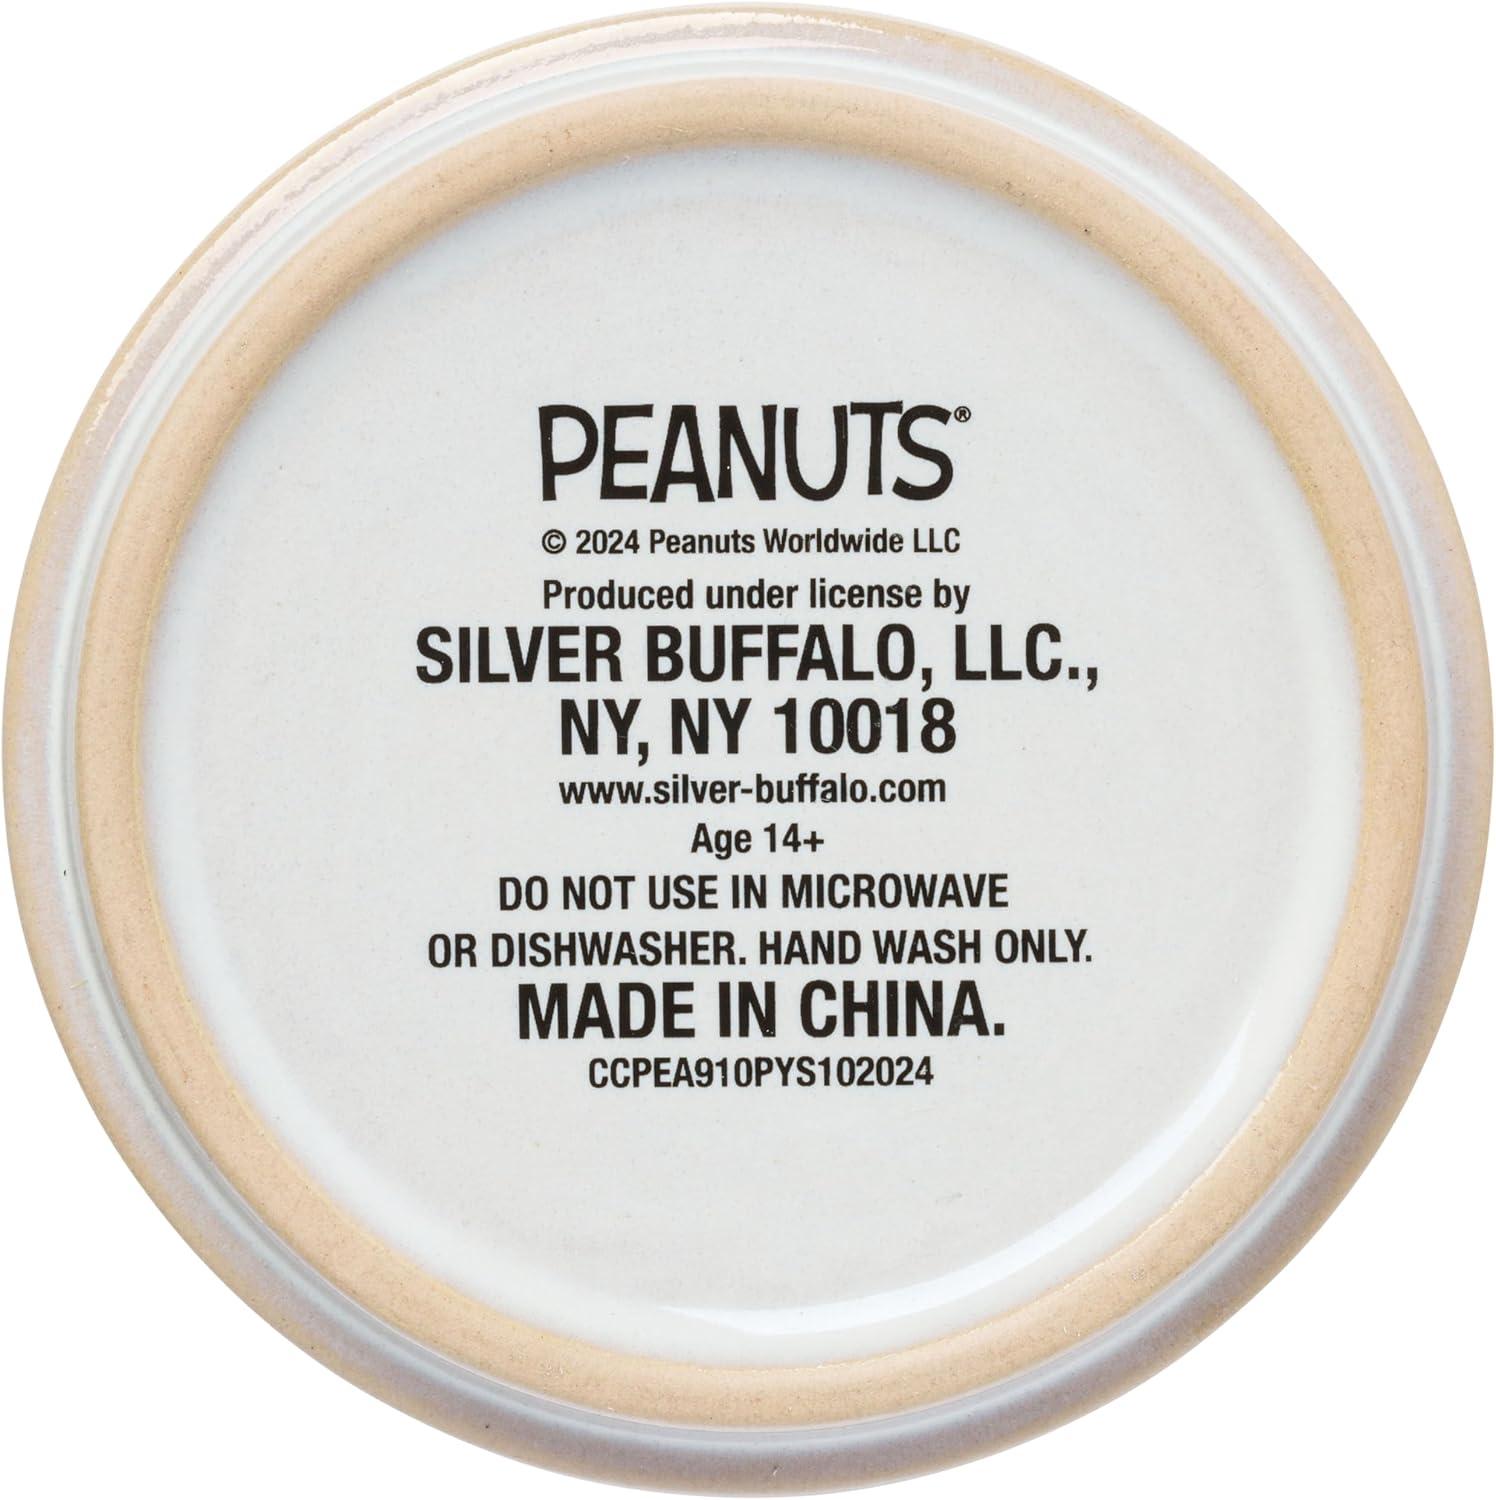 PEANUTS®
© 2024 Peanuts Worldwide LLC
Produced under license by
SILVER BUFFALO, LLC.,
NY, NY 10018
www.silver-buffalo.com
Age 14+
DO NOT USE IN MICROWAVE
OR DISHWASHER. HAND WASH ONLY.
MADE IN CHINA.
CCPEA910PYS102024